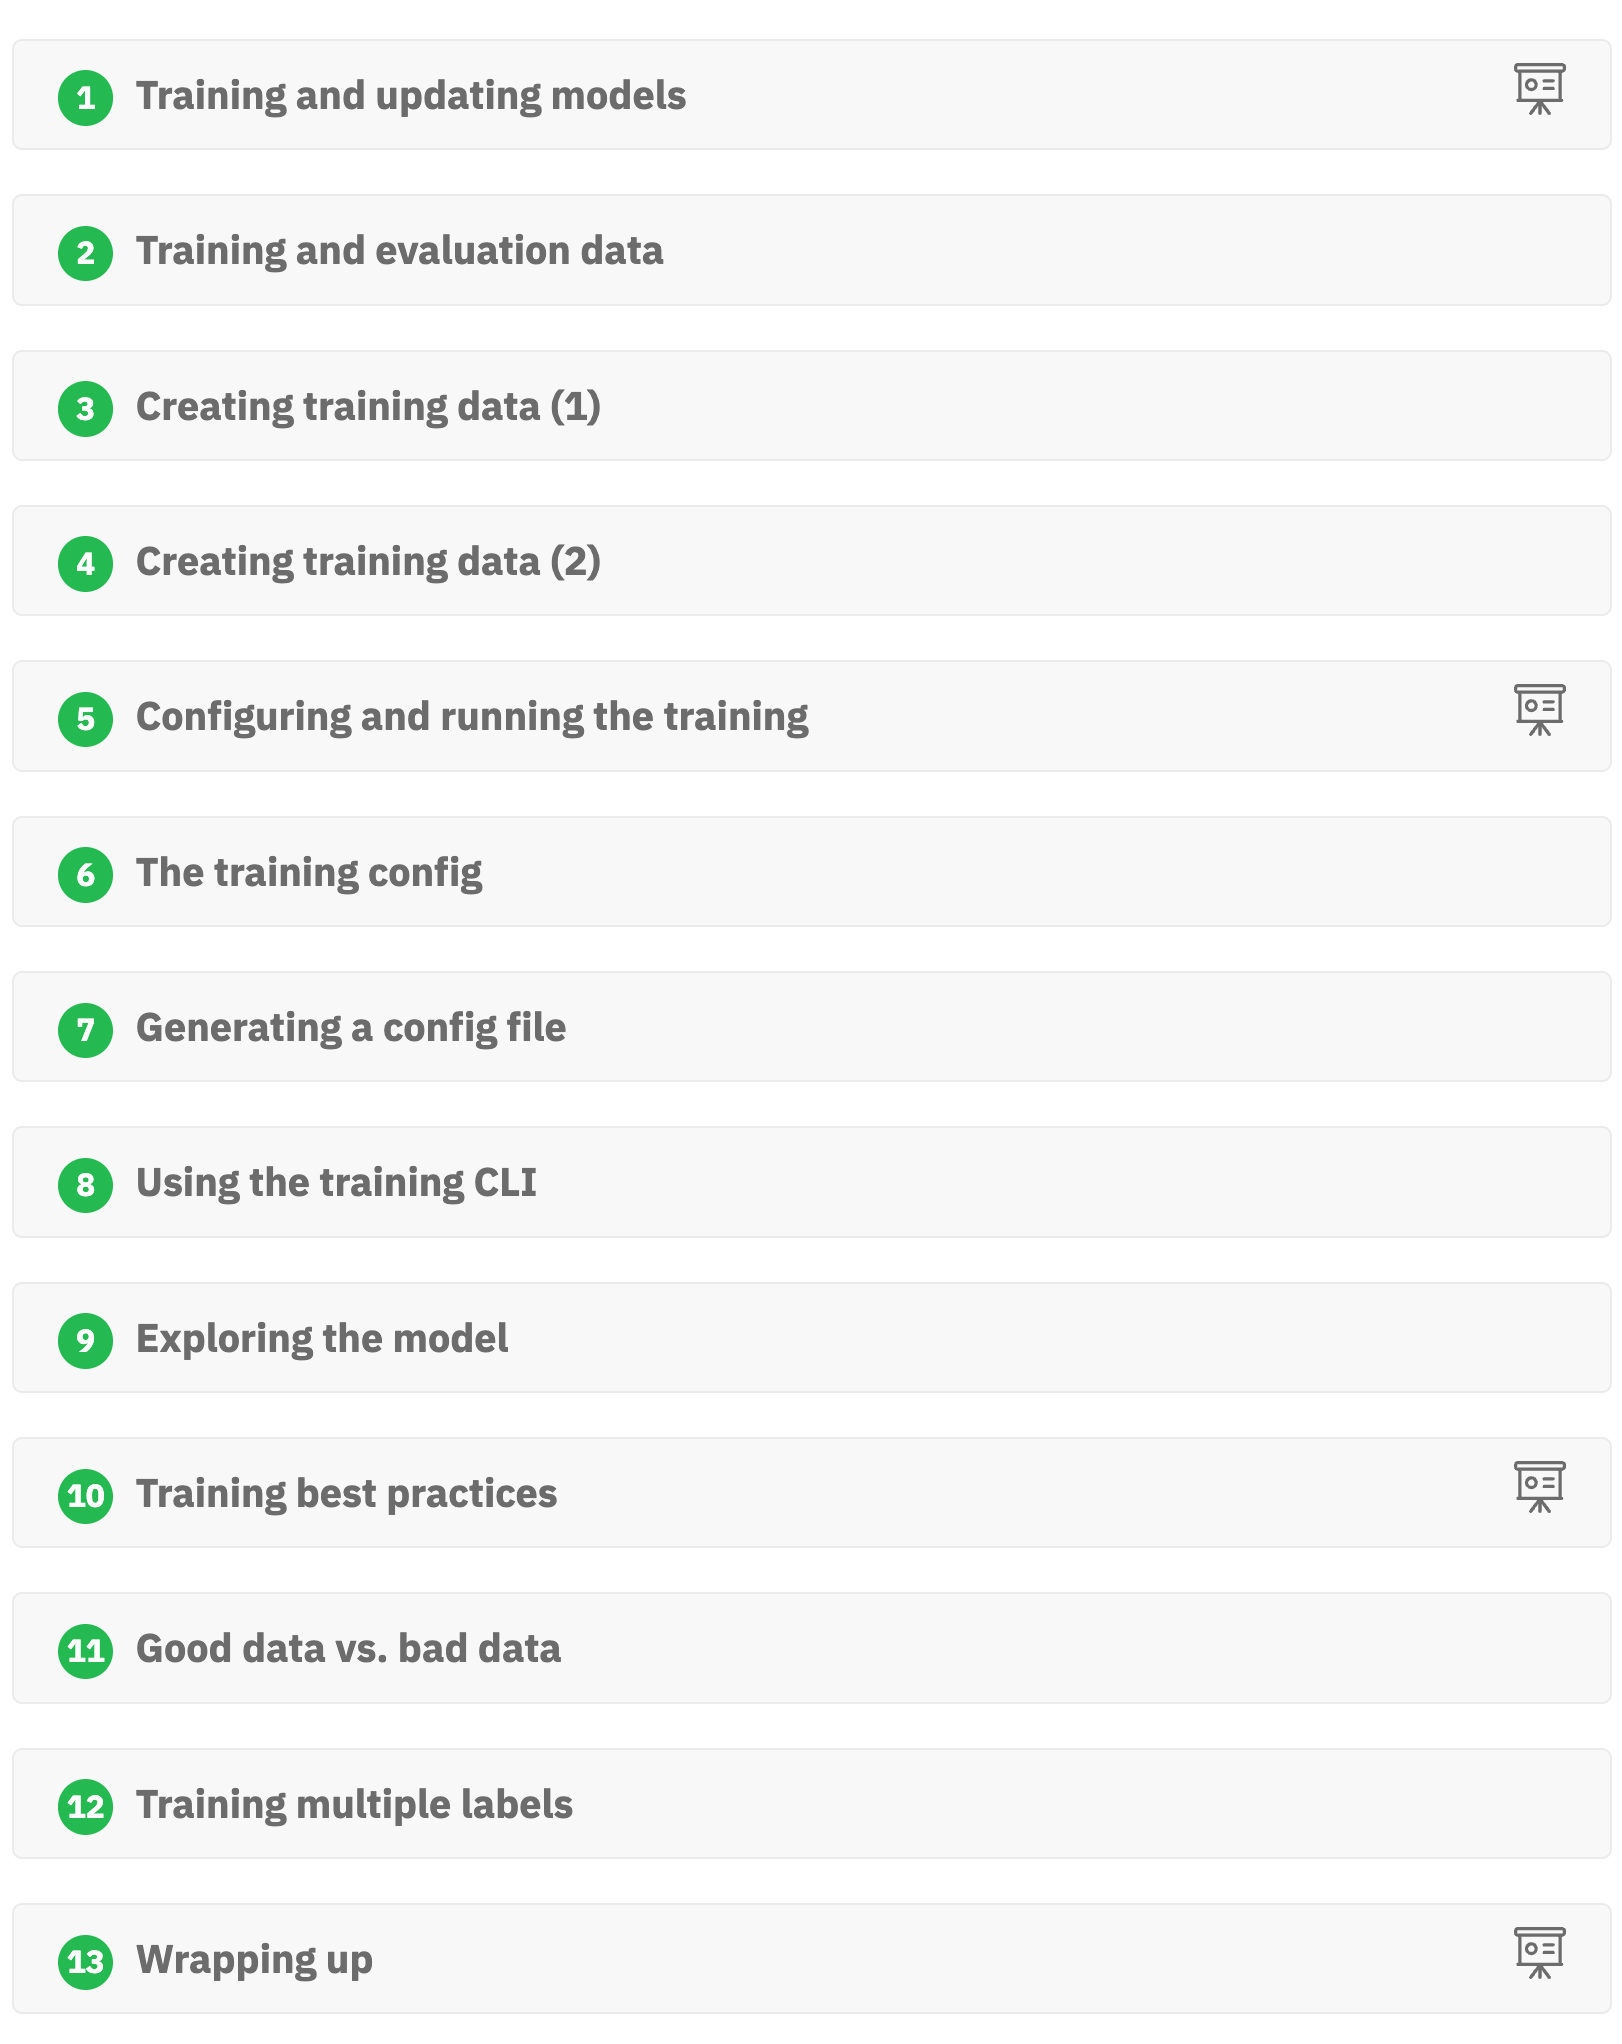 1 Training and updating models
2 Training and evaluation data
3 Creating training data (1)
4 Creating training data (2)
5 Configuring and running the training
6 The training config
7 Generating a config file
8 Using the training CLI
9 Exploring the model
10 Training best practices
11 Good data vs. bad data
12 Training multiple labels
13 Wrapping up